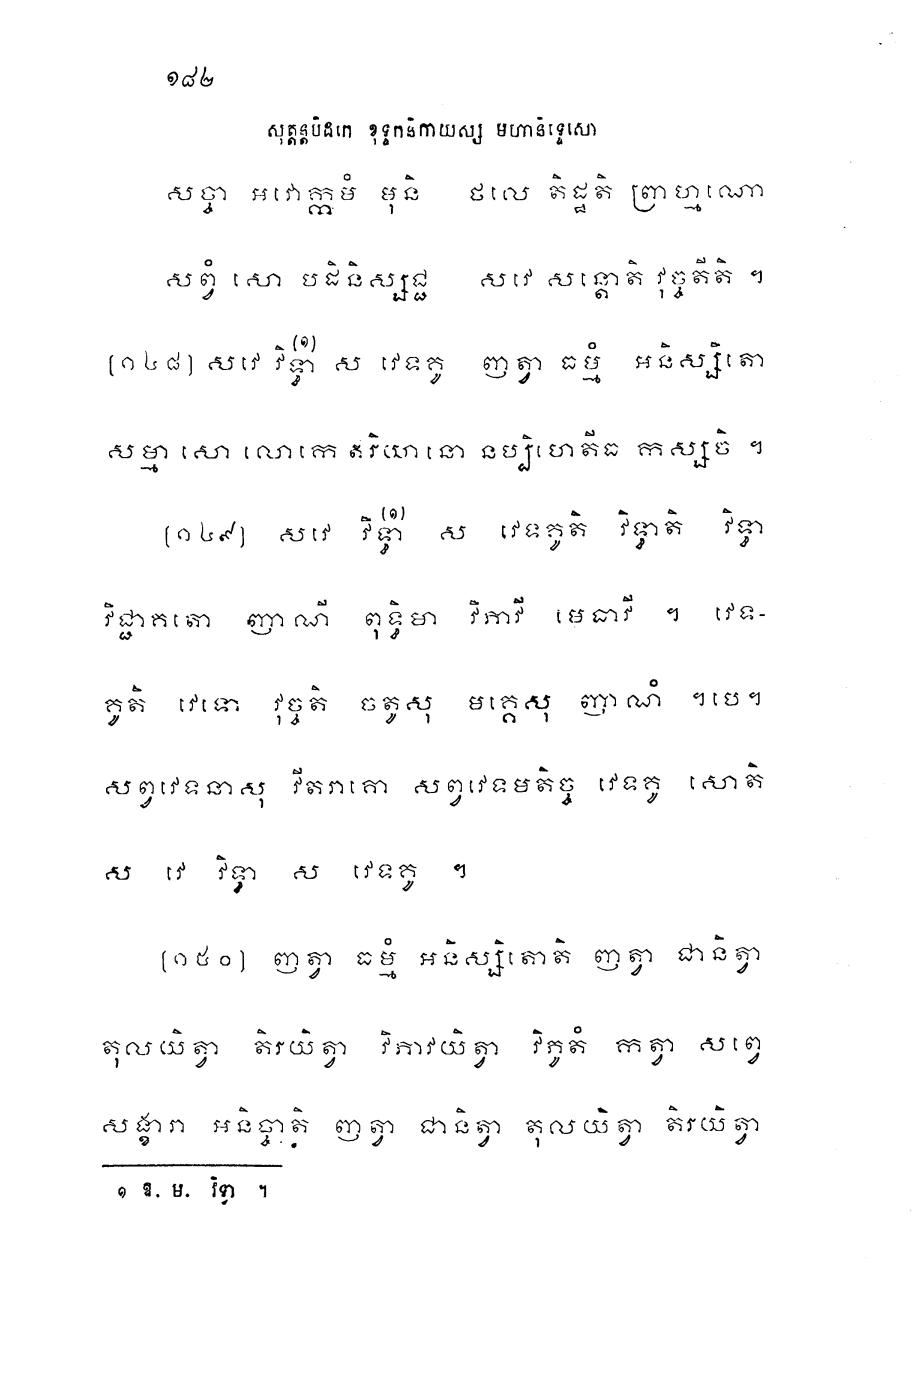 ១៨២
សុត្តន្តបិដកេ ខុទ្ទកនិកាយស្ស មហានិទ្ទេសោ
សច្ចា អវោក្កមំ មុនិ ថលេ តិដ្ឋតិ ព្រាហ្មណោ
សព្វំ សោ បដិនិស្សជ្ជ សវេ សន្តោតិ វុច្ចតីតិ ។
[១៤៨] សវេ វិទ្វា(១) ស វេទគូ ញត្វា ធម្មំ អនិស្សិតោ
សម្មា សោ លោកេ ឥរិយានោ នប្បិហេតីធ កស្សចិ ។
[១៤៩] សវេ វិទ្វា(១) ស វេទគូតិ វិទ្វាតិ វិទ្វា
វិជ្ជាគតោ ញាណី ពុទ្ធិមា វិភាវី មេធាវី ។ វេទ-
គូតិ វេទោ វុច្ចតិ ចតូសុ មគ្គេសុ ញាណំ ។បេ។
សព្វវេទនាសុ វីតរាគោ សព្វវេទមតិច្ច វេទគូ សោតិ
ស វេ វិទ្វា ស វេទគូ ។
[១៥០] ញត្វា ធម្មំ អនិស្សិតោតិ ញត្វា ជានិត្វា
តុលយិត្វា តិរយិត្វា វិភាវយិត្វា វិភូតំ កត្វា សព្វេ
សង្ខារា អនិច្ចាតិ ញត្វា ជានិត្វា តុលយិត្វា តិរយិត្វា
១ ឱ. ម. វិទ្វា ។